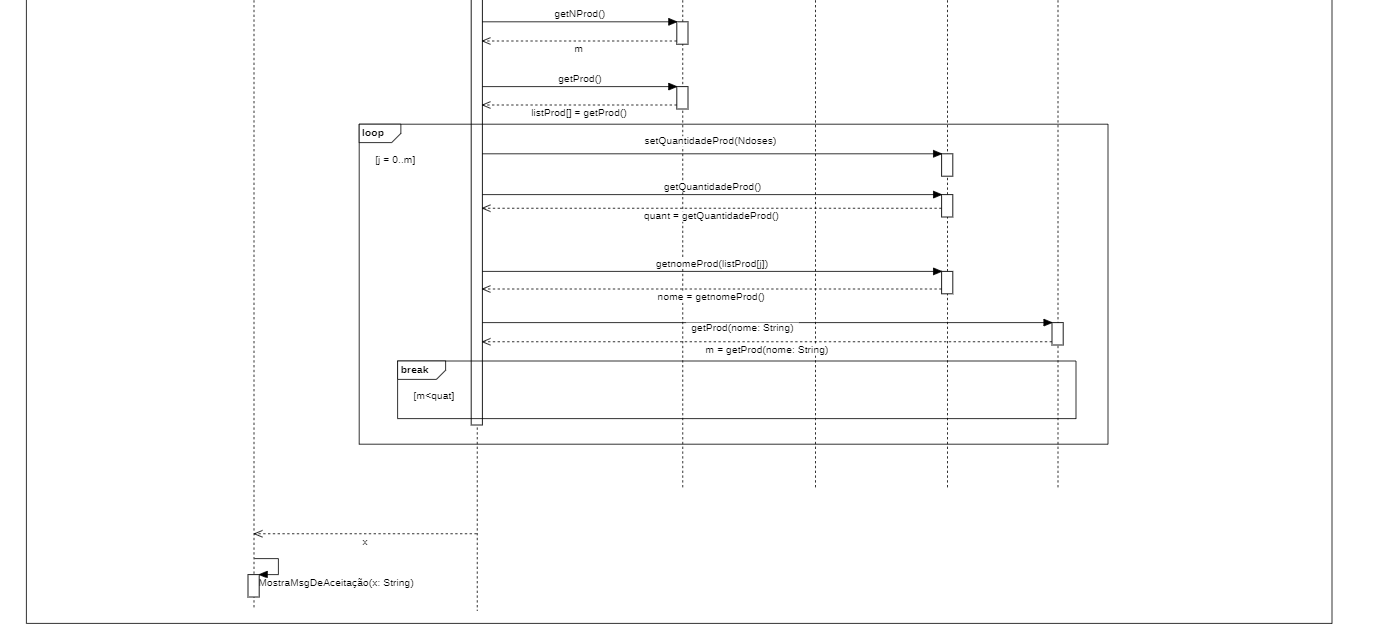 getNProd()
m
getProd()
listProd[] = getProd()
loop
setQuantidadeProd(Ndoses)
[j = 0..m]
getQuantidadeProd()
quant = getQuantidadeProd()
getnomeProd(listProd[j])
nome = getnomeProd()
getProd(nome: String)
m = getProd(nome: String)
break
[m<quat]
x
MostraMsgDeAceitação(x: String)